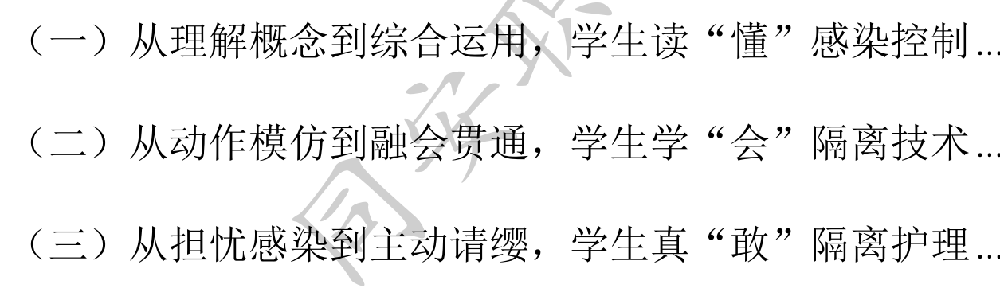 （一）从理解概念到综合运用，学生读“懂”感染控制...
（二）从动作模仿到融会贯通，学生学“会”隔离技术...
（三）从担忧感染到主动请缨，学生真“敢”隔离护理...
同安职